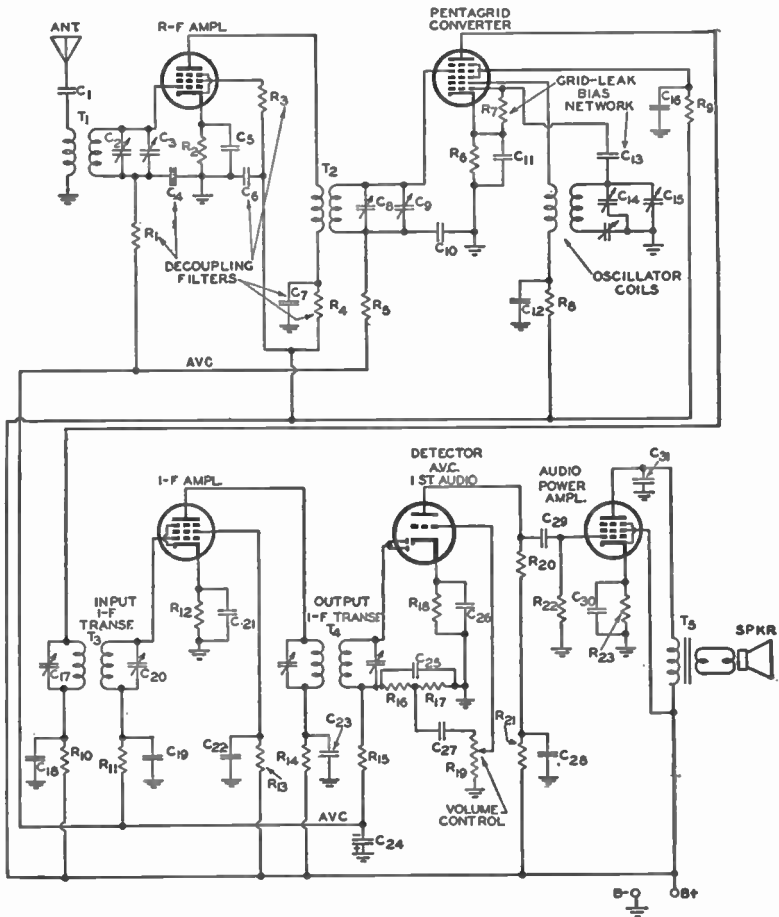 ANT
R-F AMPL.
PENTAGRID
CONVERTER
C1
T1
C2
C3
R2
C5
R3
C4
C6
R1
DECOUPLING
FILTERS
C7
R4
T2
C8
C9
C10
R5
R6
R7
C11
GRID-LEAK
BIAS
NETWORK
C13
C14
C15
C16
R9
OSCILLATOR
COILS
C12
R8
AVC
I-F AMPL.
DETECTOR
A.V.C.
1ST AUDIO
AUDIO
POWER
AMPL.
C31
INPUT
I-F
TRANSF.
T3
C17
C20
R12
C21
OUTPUT
I-F TRANSF.
T4
R18
C26
C25
R16
R17
C29
R20
R22
C30
R23
T5
SPKR
C18
R10
R11
C19
C22
R13
R14
C23
R15
C27
R19
VOLUME
CONTROL
R21
C28
AVC
C24
B-
B+